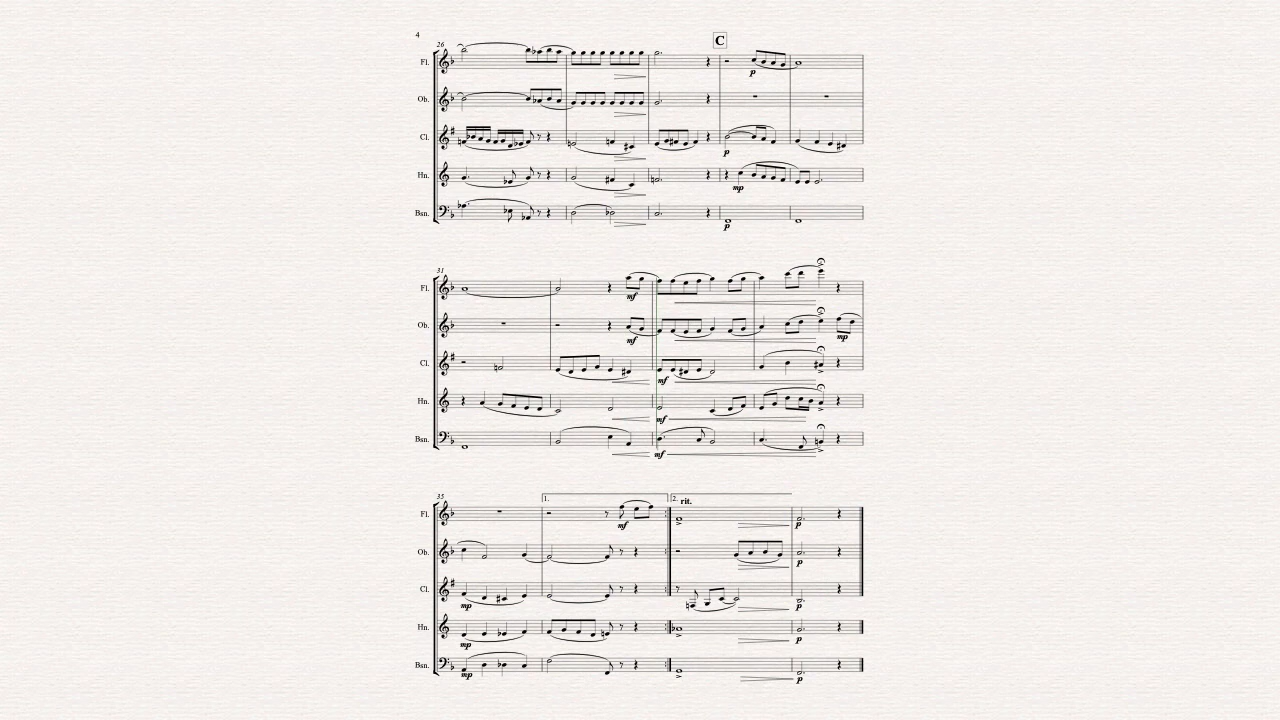 4
26
C
Fl.
p
Ob.
Cl.
p
Hn.
mp
Bsn.
p
31
Fl.
mf
Ob.
mf
mp
Cl.
mf
Hn.
mf
Bsn.
mf
35
1.
2. rit.
Fl.
mf
p
Ob.
p
Cl.
mp
p
Hn.
mp
p
Bsn.
mp
p